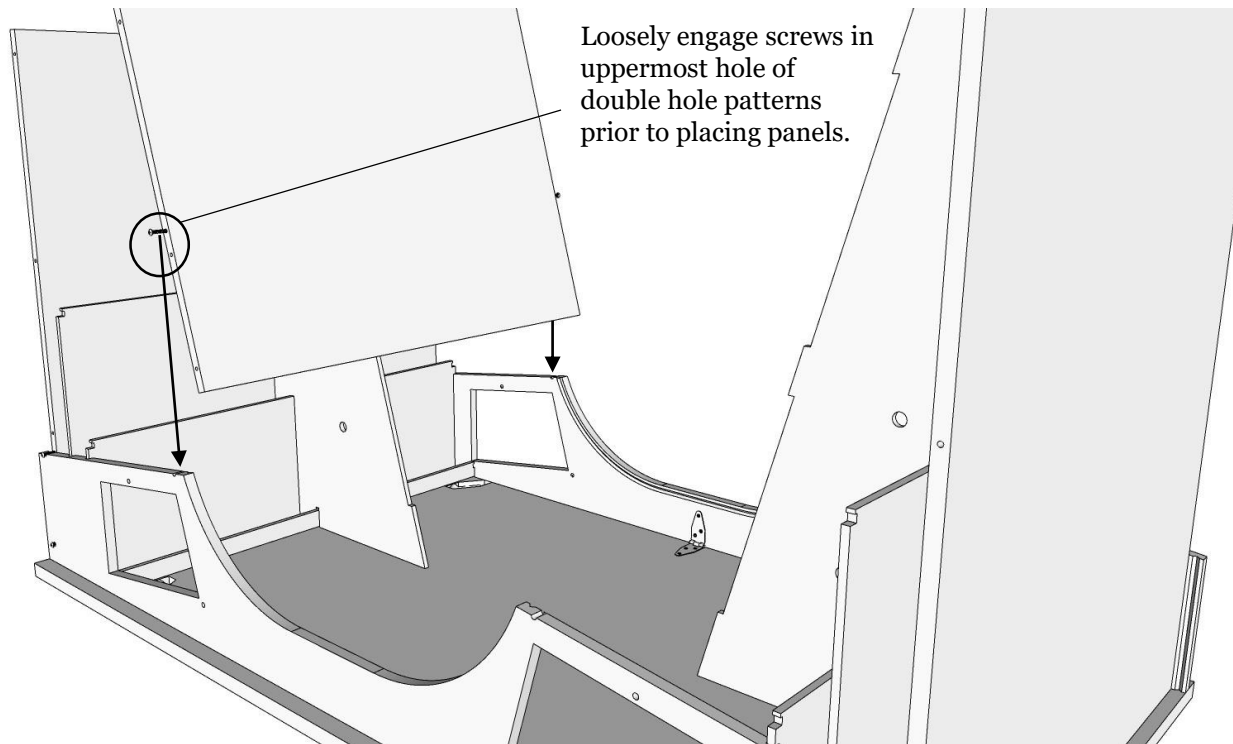 Loosely engage screws in
uppermost hole of
double hole patterns
prior to placing panels.